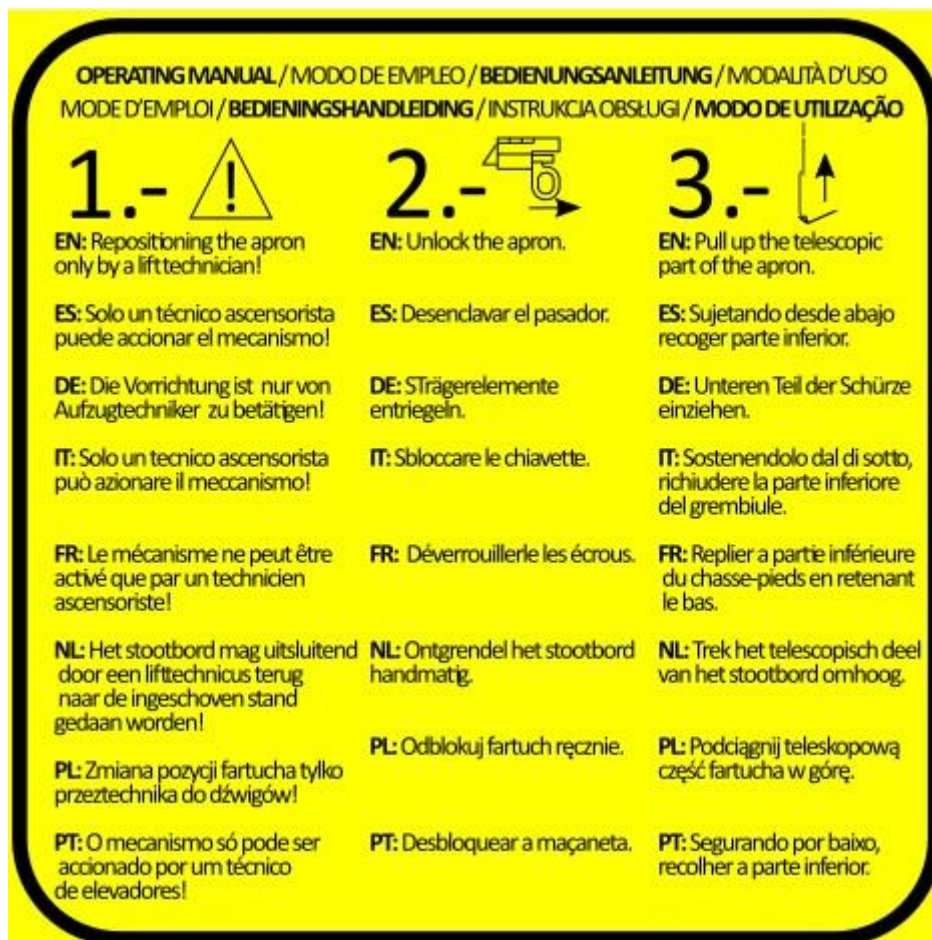 OPERATING MANUAL / MODO DE EMPLEO / BEDIENUNGSANLEITUNG / MODALITÀ D'USO
MODE D'EMPLOI / BEDIENINGSHANDLEIDING / INSTRUKCJA OBSŁUGI / MODO DE UTILIZAÇÃO
1.-
EN: Repositioning the apron
only by a lift technician!
ES: Solo un técnico ascensorista
puede accionar el mecanismo!
DE: Die Vorrichtung ist nur von
Aufzugtechniker zu betätigen!
IT: Solo un tecnico ascensorista
può azionare il meccanismo!
FR: Le mécanisme ne peut être
activé que par un technicien
ascensoriste!
NL: Het stootbord mag uitsluitend
door een lifttechnicus terug
naar de ingeschoven stand
gedaan worden!
PL: Zmiana pozycji fartucha tylko
przeztechnika do dźwigów!
PT: O mecanismo só pode ser
accionado por um técnico
de elevadores!
2.-
EN: Unlock the apron.
ES: Desenclavar el pasador.
DE: STrägerelemente
entriegeln.
IT: Sbloccare le chiavette.
FR: Déverrouillerle les écrous.
NL: Ontgrendel het stootbord
handmatig.
PL: Odblokuj fartuch ręcznie.
PT: Desbloquear a maçaneta.
3.-
EN: Pull up the telescopic
part of the apron.
ES: Sujetando desde abajo
recoger parte inferior.
DE: Unteren Teil der Schürze
einziehen.
IT: Sostenendolo dal di sotto,
richiudere la parte inferiore
del grembiule.
FR: Replier a partie inférieure
du chasse-pieds en retenant
le bas.
NL: Trek het telescopisch deel
van het stootbord omhoog.
PL: Podciągnij teleskopową
część fartucha w górę.
PT: Segurando por baixo,
recolher a parte inferior.